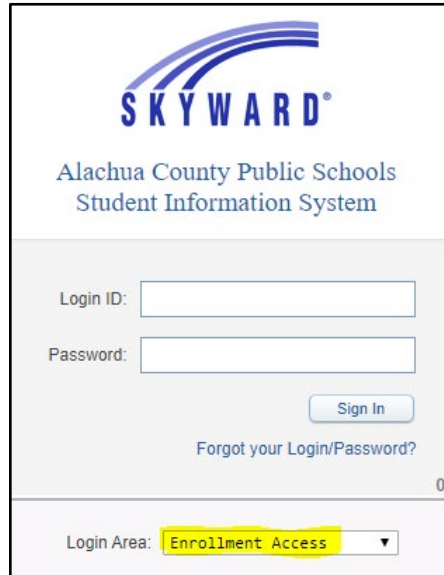 SKYWARD®
Alachua County Public Schools
Student Information System
Login ID:
Password:
Sign In
Forgot your Login/Password?
0
Login Area: Enrollment Access ▼